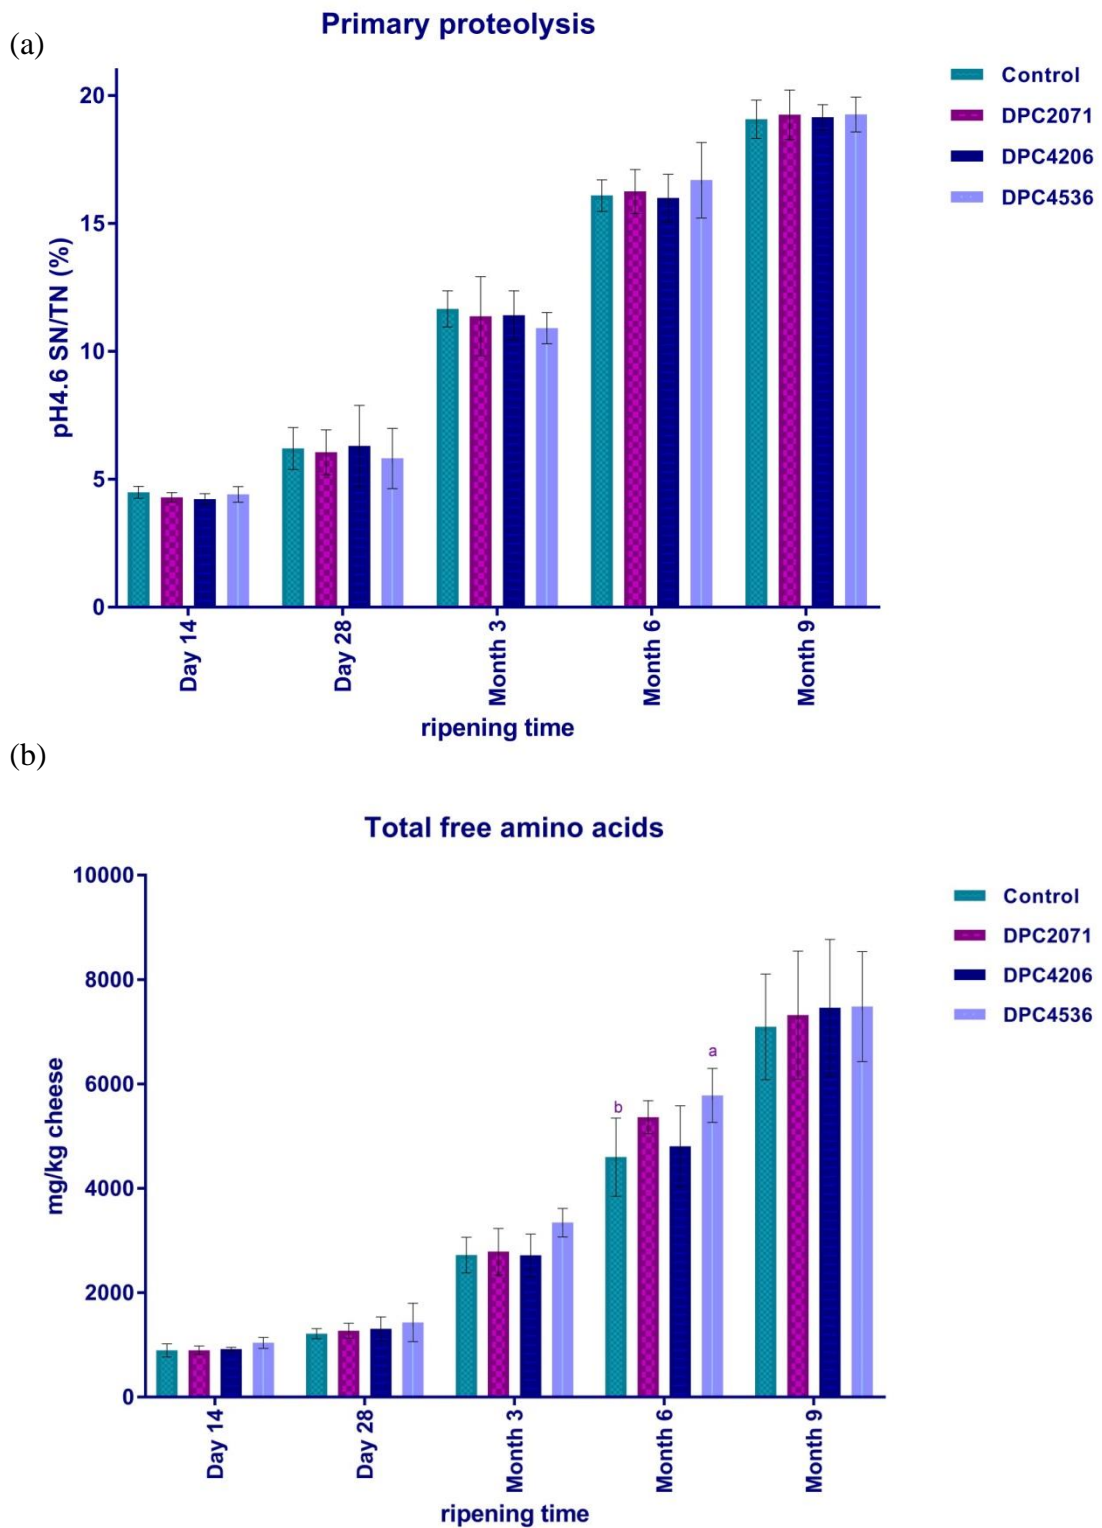 Primary proteolysis
(a)
Control
DPC2071
DPC4206
DPC4536
20
15
10
5
0
pH4.6 SN/TN (%)
Day 14
Day 28
Month 3
Month 6
Month 9
ripening time
(b)
Total free amino acids
Control
DPC2071
DPC4206
DPC4536
10000
8000
6000
4000
2000
0
mg/kg cheese
b
a
Day 14
Day 28
Month 3
Month 6
Month 9
ripening time